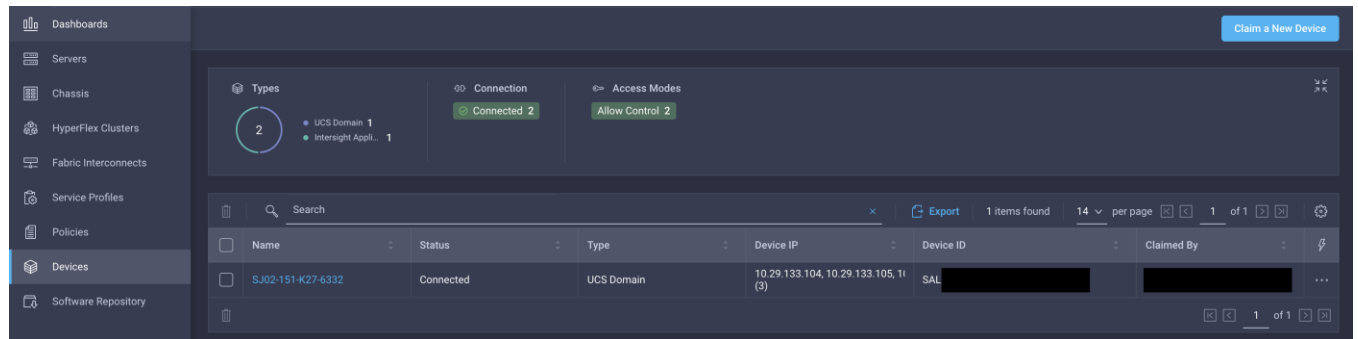 Dashboards
Servers
Chassis
HyperFlex Clusters
Fabric Interconnects
Service Profiles
Policies
Devices
Software Repository
Claim a New Device
Types
2
UCS Domain 1
Intersight Appli... 1
Connection
Connected 2
Access Modes
Allow Control 2
Search
Export 1 items found 14 per page 1 of 1
Name Status Type Device IP Device ID Claimed By
SJ02-151-K27-6332 Connected UCS Domain 10.29.133.104, 10.29.133.105, SAL
(3)
1 of 1